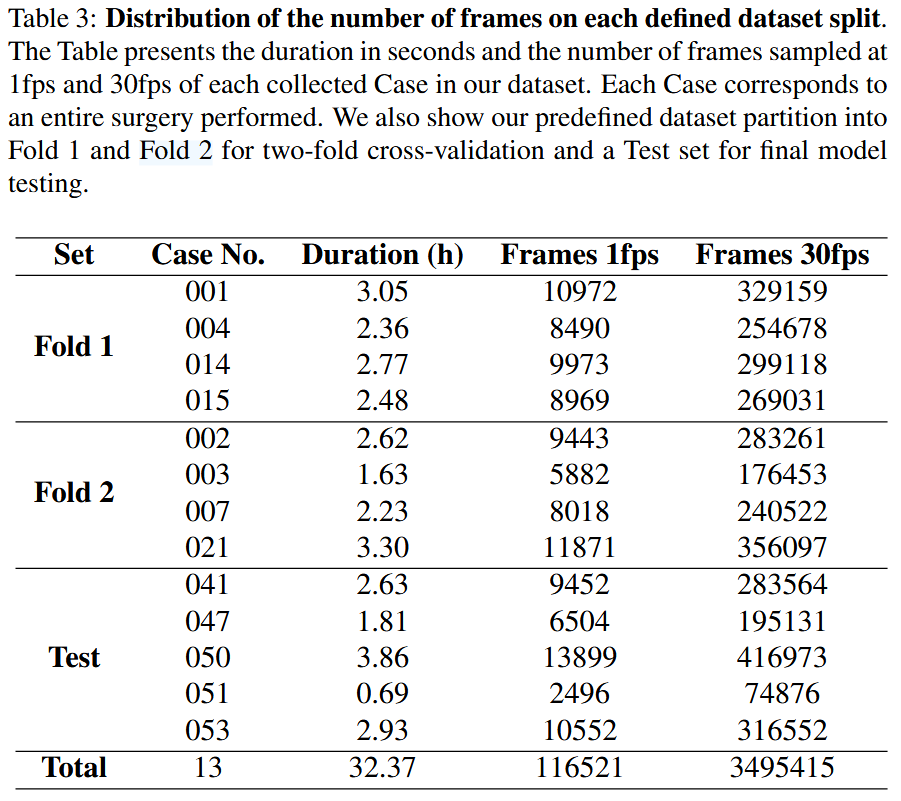 Table 3: Distribution of the number of frames on each defined dataset split.
The Table presents the duration in seconds and the number of frames sampled at
1fps and 30fps of each collected Case in our dataset. Each Case corresponds to
an entire surgery performed. We also show our predefined dataset partition into
Fold 1 and Fold 2 for two-fold cross-validation and a Test set for final model
testing.
Set Case No. Duration (h) Frames 1fps Frames 30fps
Fold 1
001 3.05 10972 329159
004 2.36 8490 254678
014 2.77 9973 299118
015 2.48 8969 269031
Fold 2
002 2.62 9443 283261
003 1.63 5882 176453
007 2.23 8018 240522
021 3.30 11871 356097
Test
041 2.63 9452 283564
047 1.81 6504 195131
050 3.86 13899 416973
051 0.69 2496 74876
053 2.93 10552 316552
Total 13 32.37 116521 3495415